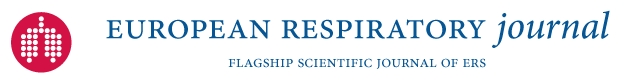 EUROPEAN RESPIRATORY journal
FLAGSHIP SCIENTIFIC JOURNAL OF ERS